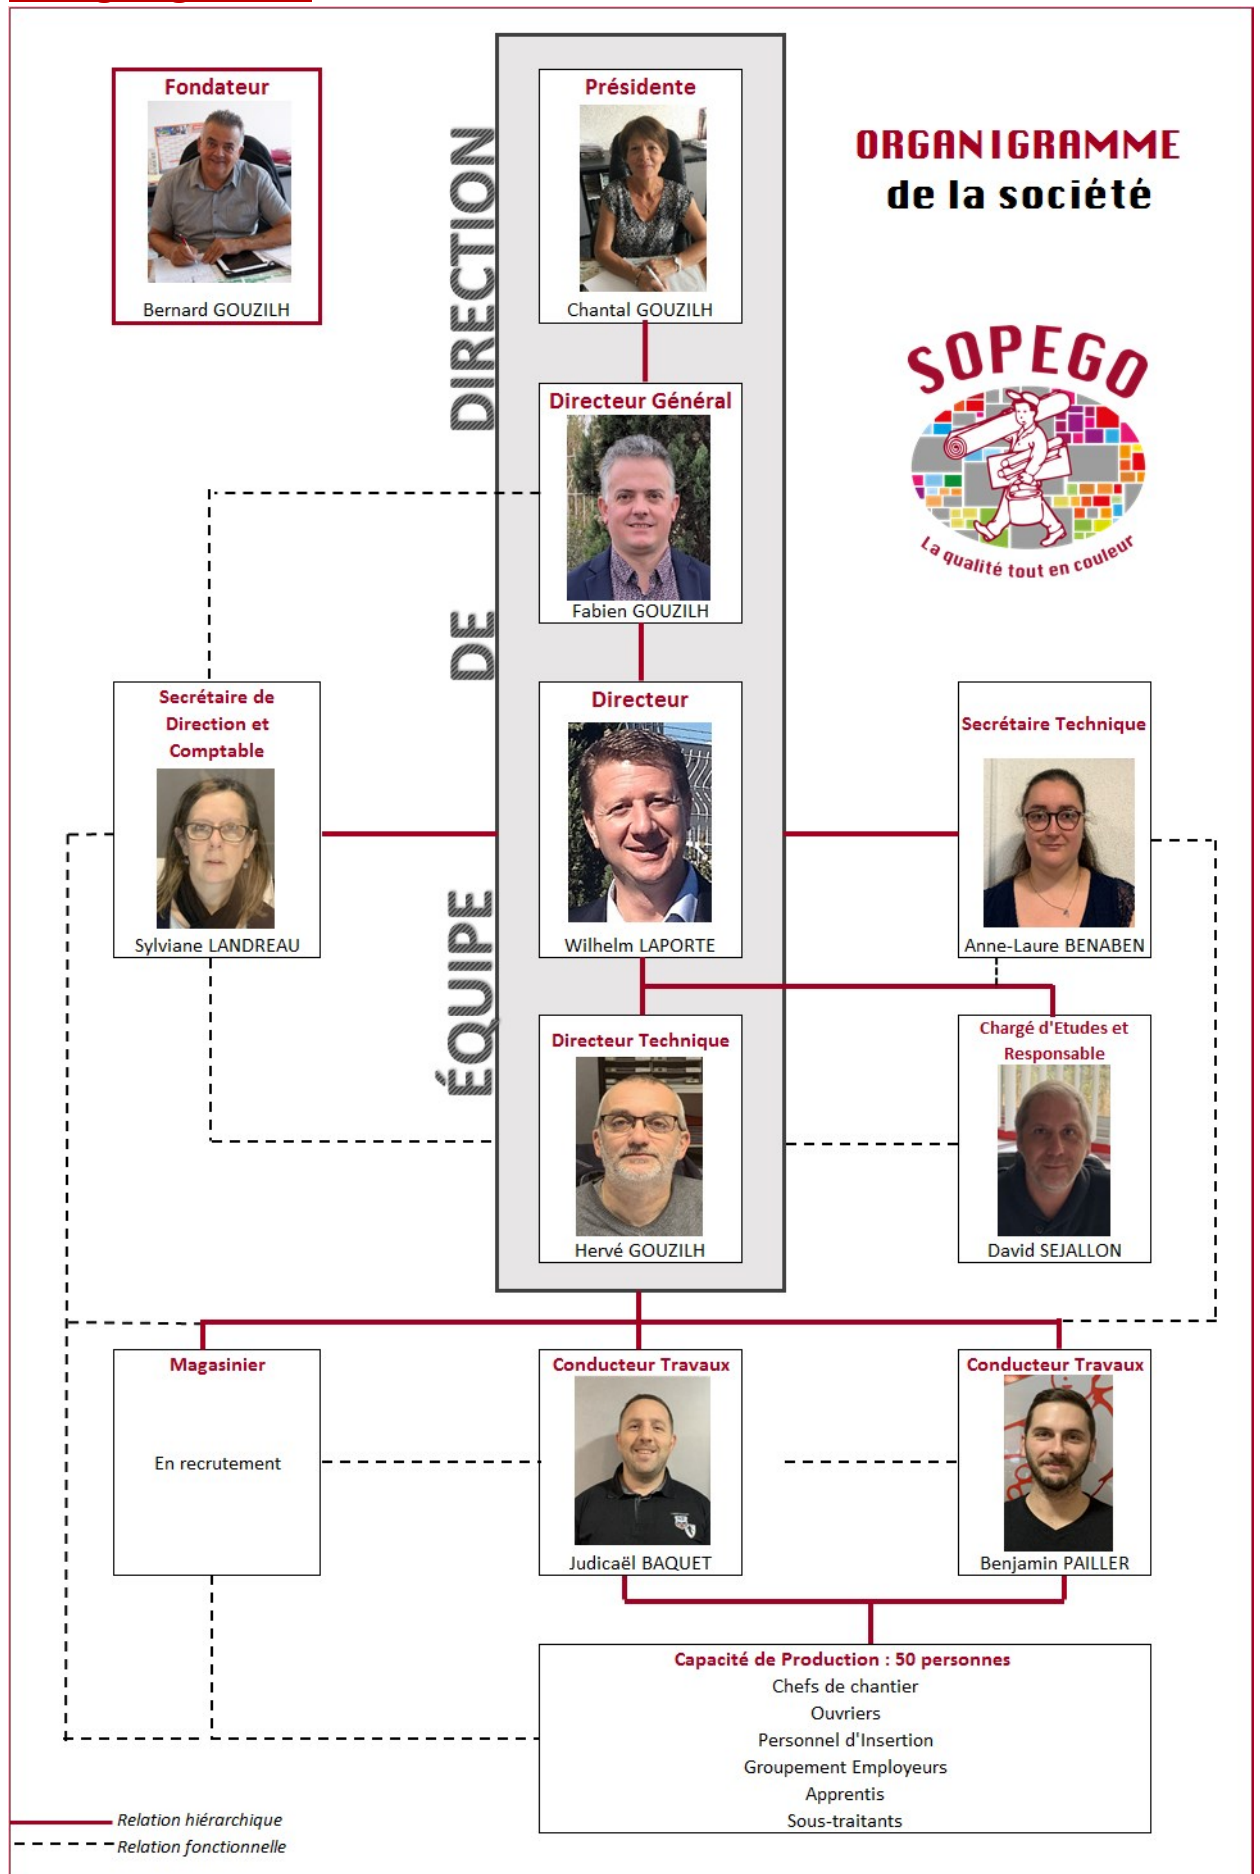 Fondateur
Bernard GOUZILH
Présidente
Chantal GOUZILH
ORGANIGRAMME
de la société
SOPEGO
La qualité tout en couleur
ÉQUIPE DE DIRECTION
Directeur Général
Fabien GOUZILH
Secrétaire de
Direction et
Comptable
Sylviane LANDREAU
Directeur
Wilhelm LAPORTE
Secrétaire Technique
Anne-Laure BENABEN
Directeur Technique
Hervé GOUZILH
Chargé d'Etudes et
Responsable
David SEJALLON
Magasinier
En recrutement
Conducteur Travaux
Judicaël BAQUET
Conducteur Travaux
Benjamin PAILLER
Capacité de Production : 50 personnes
Chefs de chantier
Ouvriers
Personnel d'Insertion
Groupement Employeurs
Apprentis
Sous-traitants
Relation hiérarchique
Relation fonctionnelle